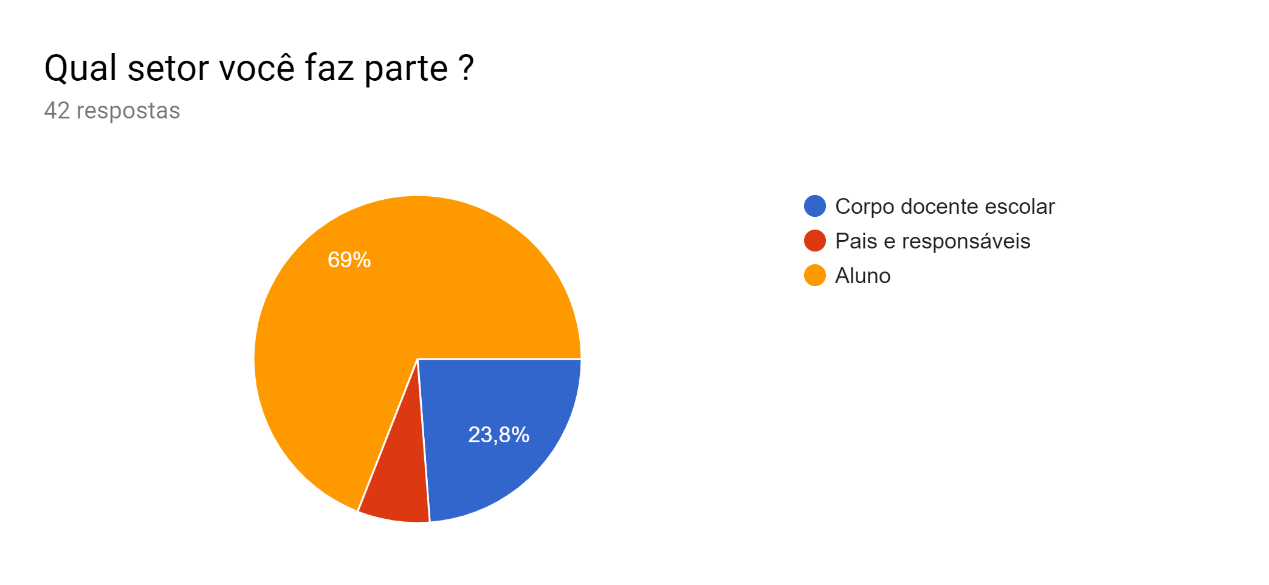 Qual setor você faz parte ?
42 respostas
69%
23,8%
Corpo docente escolar
Pais e responsáveis
Aluno